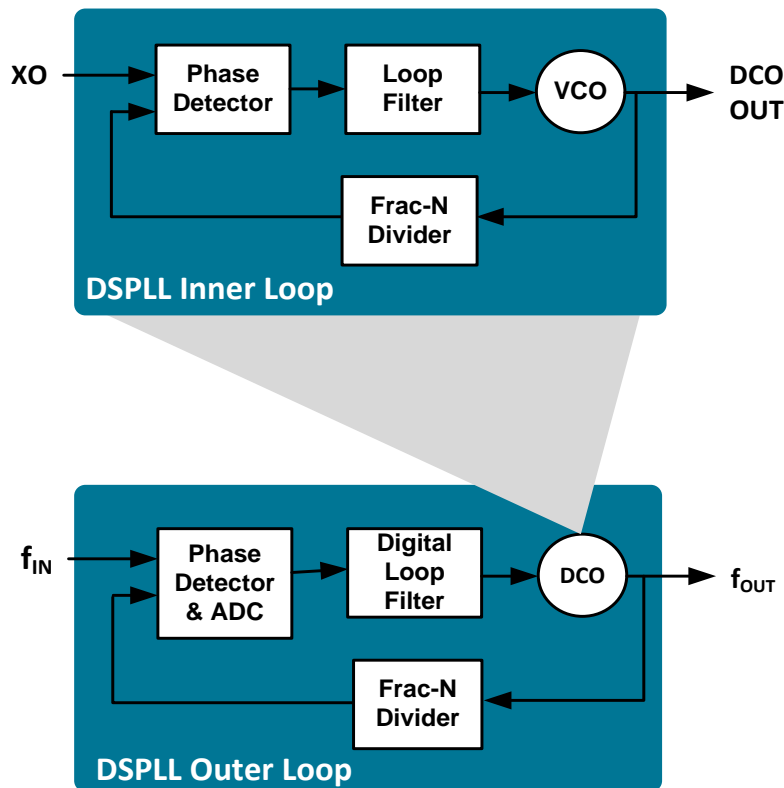 XO
Phase
Detector
Loop
Filter
VCO
DCO
OUT
Frac-N
Divider
DSPLL Inner Loop
fIN
Phase
Detector
& ADC
Digital
Loop
Filter
DCO
fOUT
Frac-N
Divider
DSPLL Outer Loop